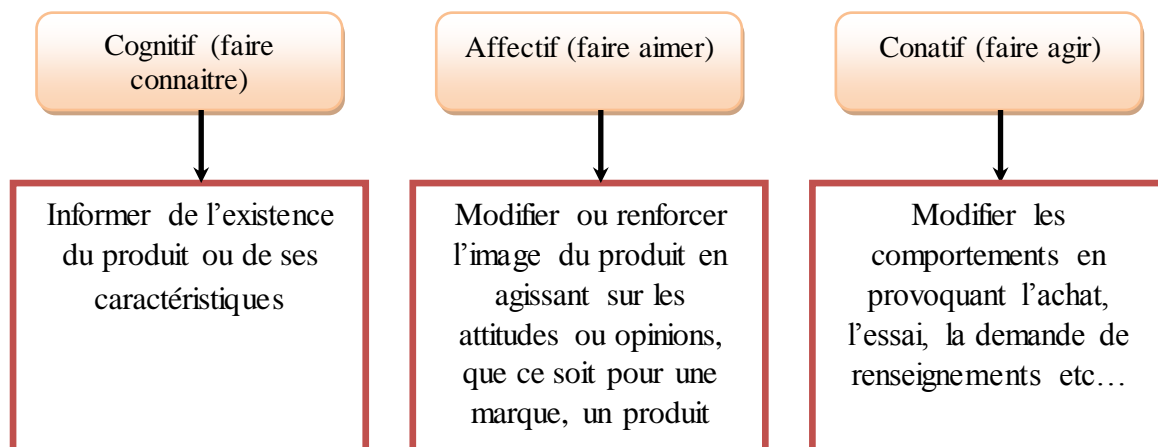 Cognitif (faire
connaitre)
Informer de l’existence
du produit ou de ses
caractéristiques
Affectif (faire aimer)
Modifier ou renforcer
l’image du produit en
agissant sur les
attitudes ou opinions,
que ce soit pour une
marque, un produit
Conatif (faire agir)
Modifier les
comportements en
provoquant l’achat,
l’essai, la demande de
renseignements etc…